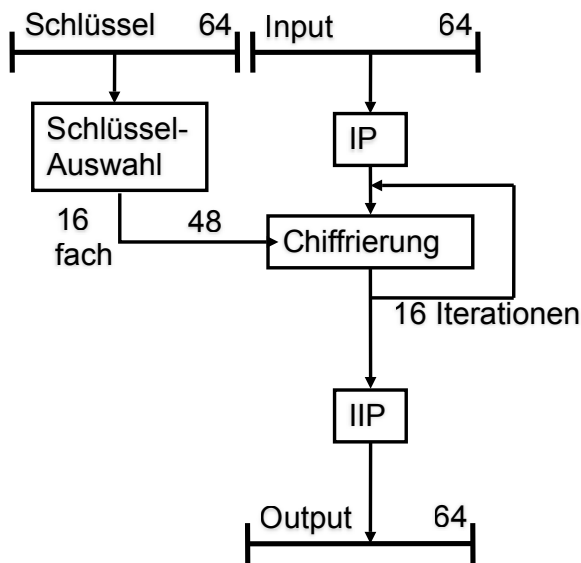 Schlüssel 64
Input 64
Schlüssel-
Auswahl
IP
16
fach
48
Chiffrierung
16 Iterationen
IIP
Output 64